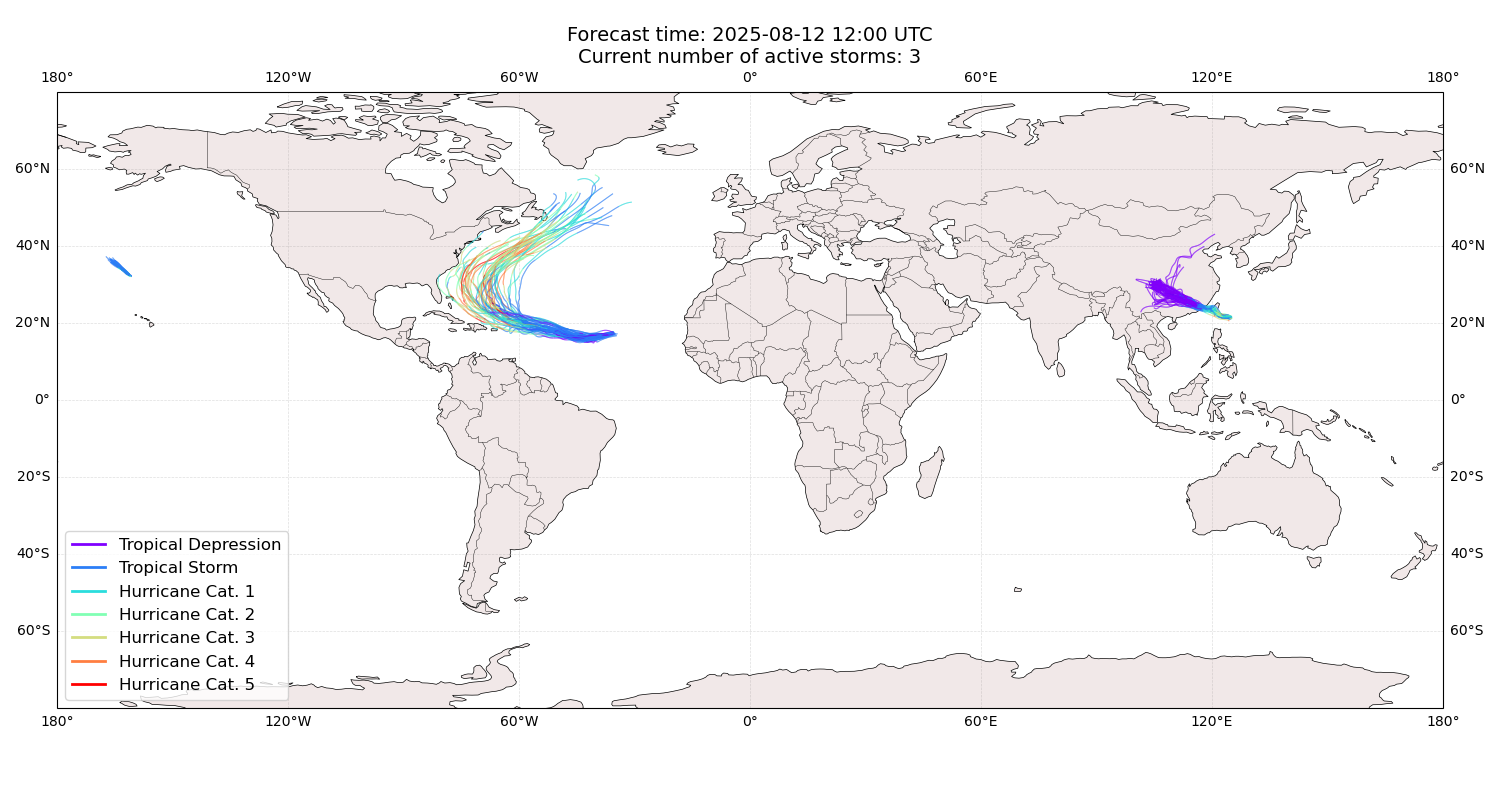 Forecast time: 2025-08-12 12:00 UTC
Current number of active storms: 3
180° 120°W 60°W 0° 60°E 120°E 180°
60°N 60°N
40°N 40°N
20°N 20°N
0° 0°
20°S 20°S
40°S 40°S
60°S 60°S
Tropical Depression
Tropical Storm
Hurricane Cat. 1
Hurricane Cat. 2
Hurricane Cat. 3
Hurricane Cat. 4
Hurricane Cat. 5
180° 120°W 60°W 0° 60°E 120°E 180°